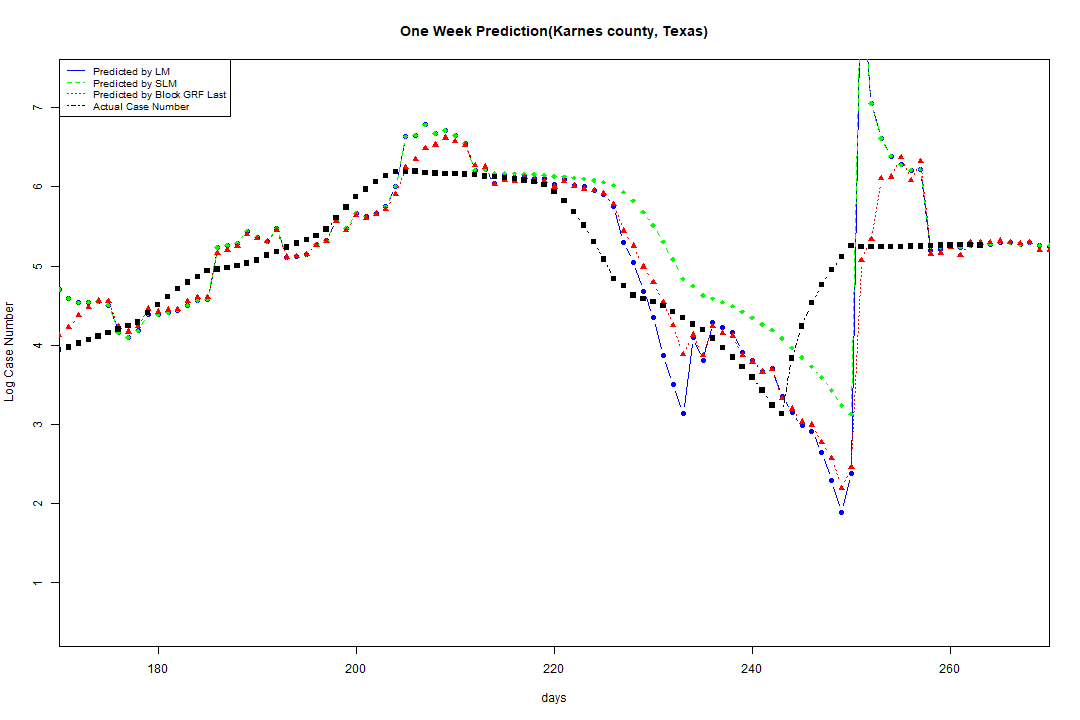 One Week Prediction(Karnes county, Texas)
Predicted by LM
Predicted by SLM
Predicted by Block GRF Last
Actual Case Number
7
6
5
4
3
2
1
Log Case Number
180 200 220 240 260
days